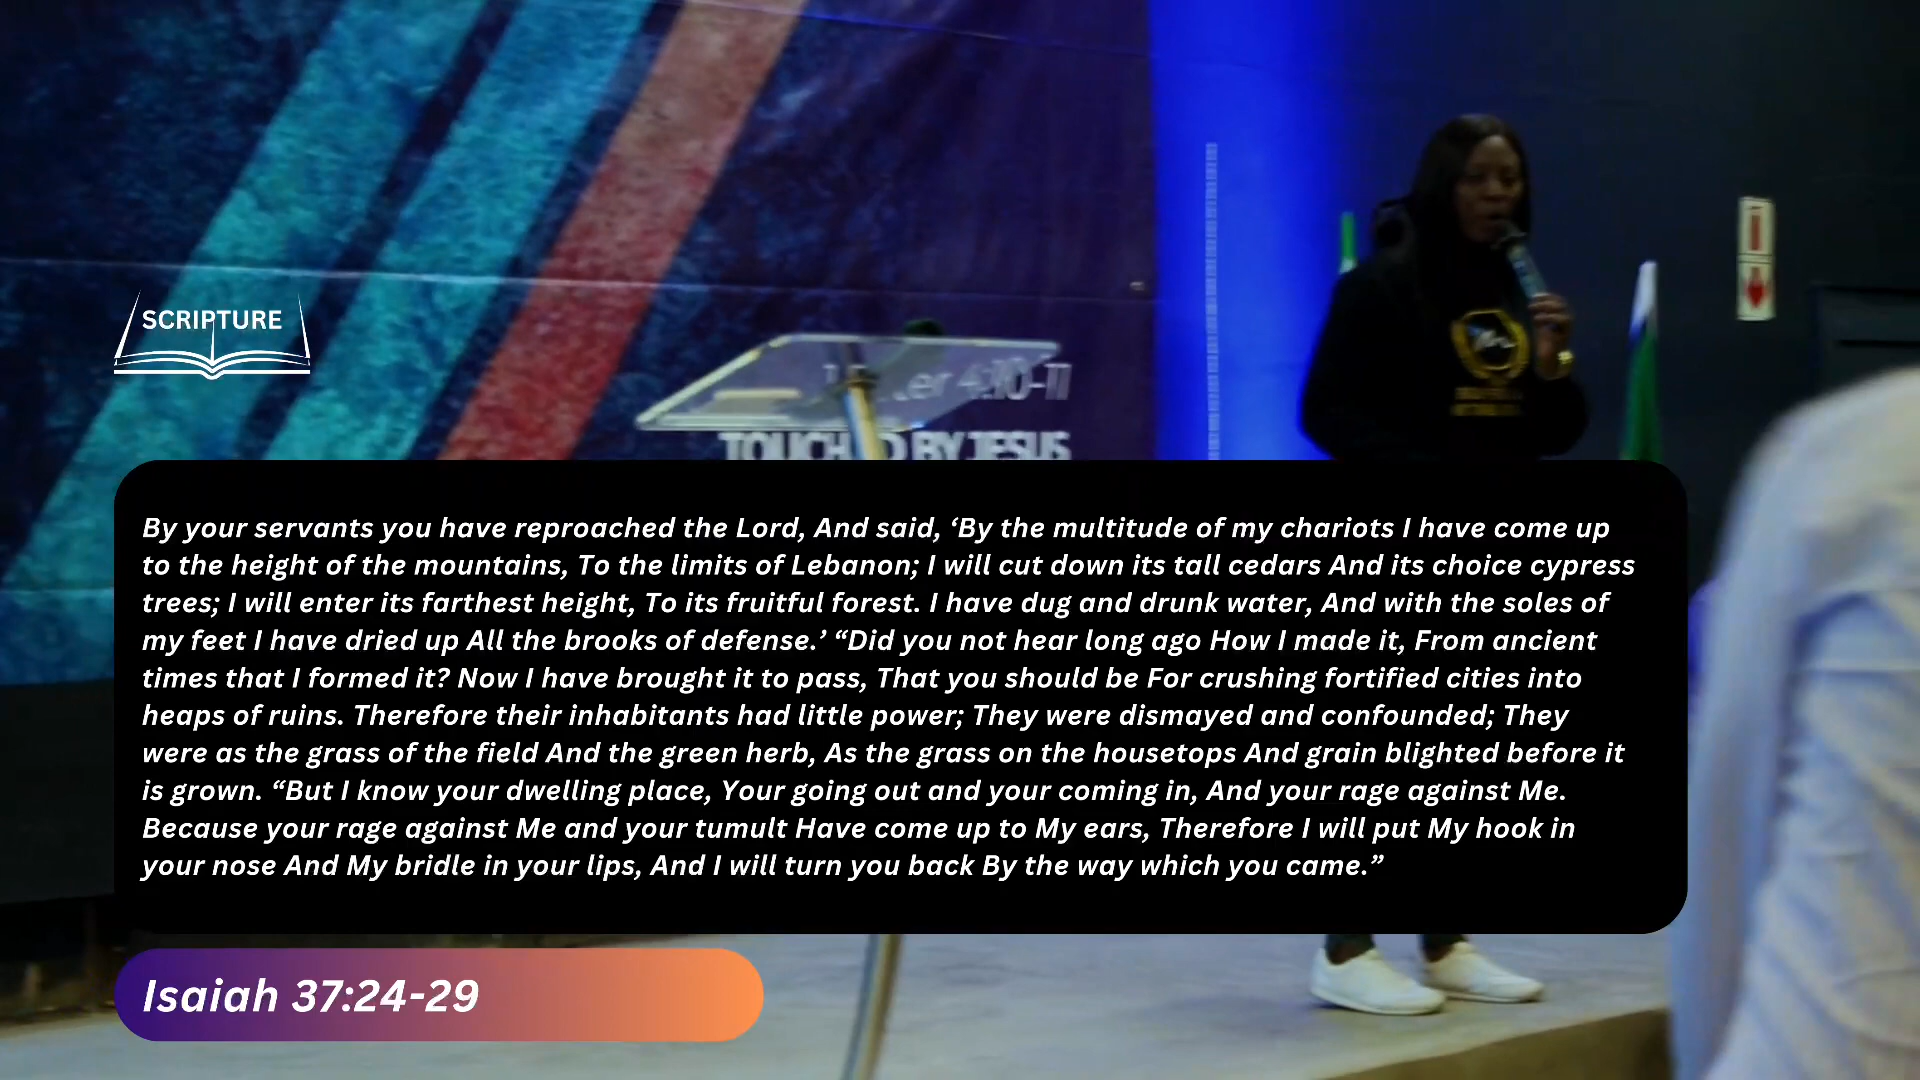 SCRIPTURE
4:10-11
TOUCHED BY JESUS
By your servants you have reproached the Lord, And said, ‘By the multitude of my chariots I have come up
to the height of the mountains, To the limits of Lebanon; I will cut down its tall cedars And its choice cypress
trees; I will enter its farthest height, To its fruitful forest. I have dug and drunk water, And with the soles of
my feet I have dried up All the brooks of defense.’ “Did you not hear long ago How I made it, From ancient
times that I formed it? Now I have brought it to pass, That you should be For crushing fortified cities into
heaps of ruins. Therefore their inhabitants had little power; They were dismayed and confounded; They
were as the grass of the field And the green herb, As the grass on the housetops And grain blighted before it
is grown. “But I know your dwelling place, Your going out and your coming in, And your rage against Me.
Because your rage against Me and your tumult Have come up to My ears, Therefore I will put My hook in
your nose And My bridle in your lips, And I will turn you back By the way which you came.”
Isaiah 37:24-29